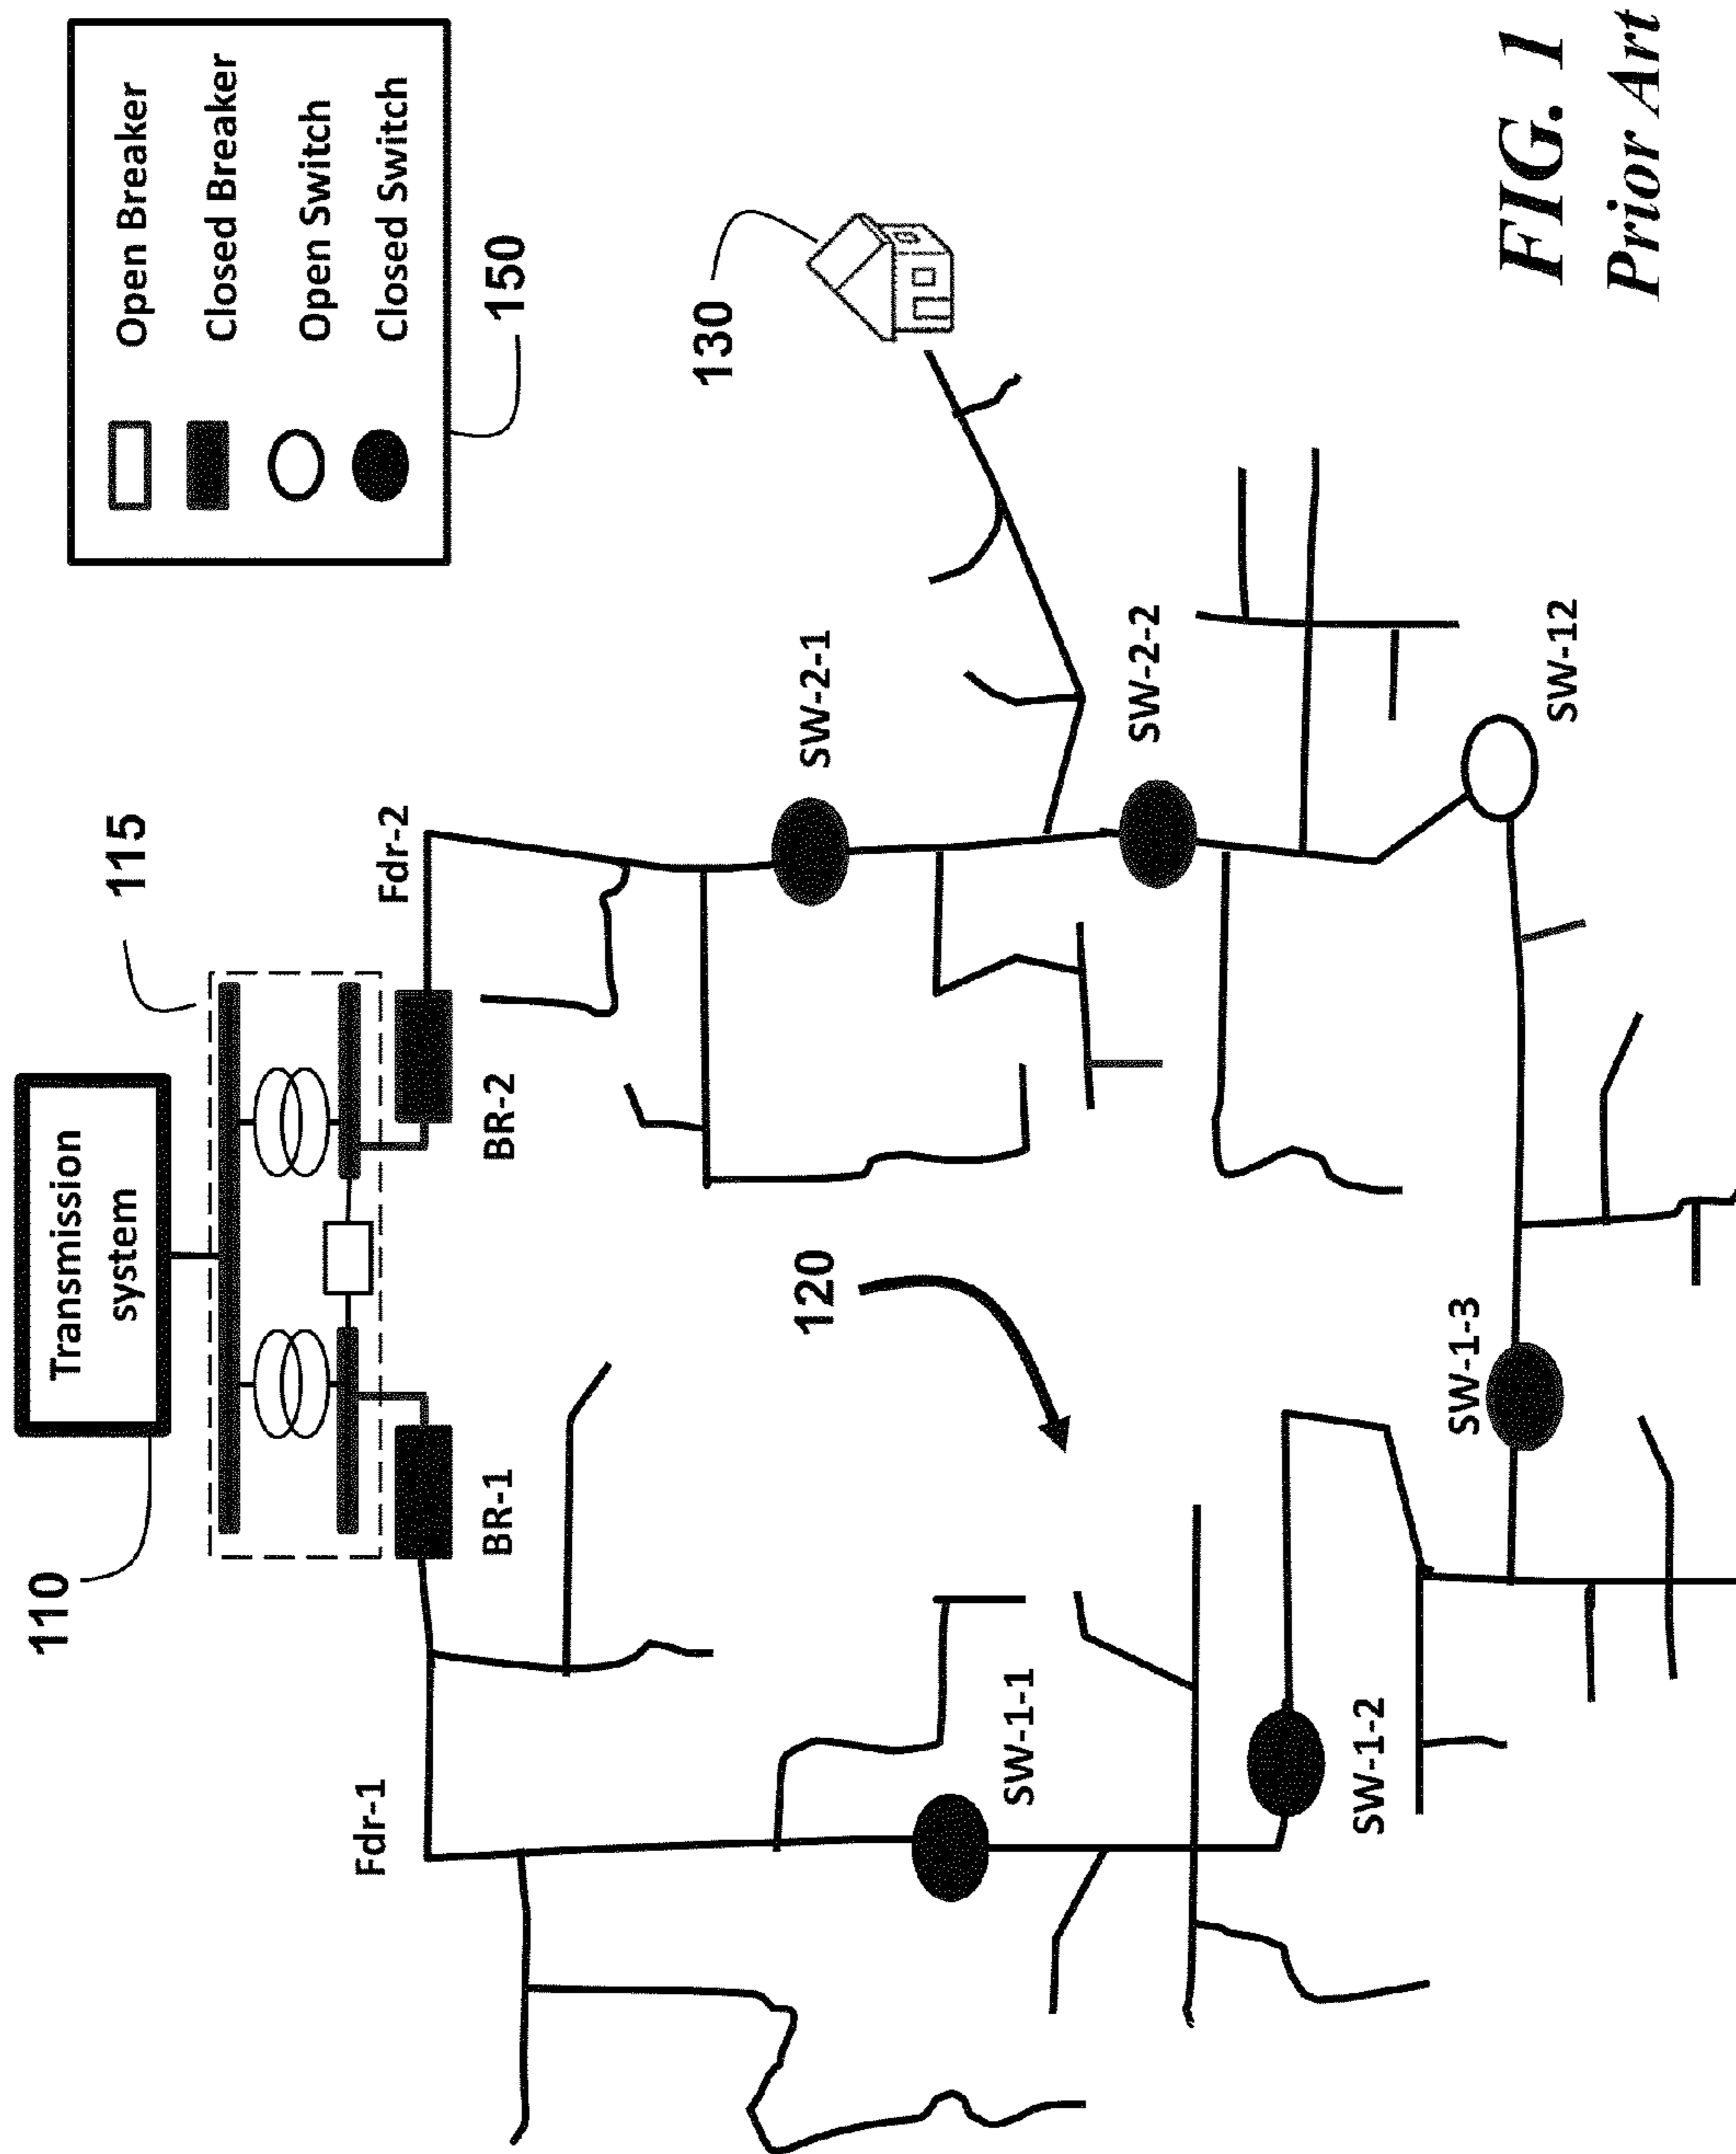 110
Transmission
system
115
Open Breaker
Closed Breaker
Open Switch
Closed Switch
150
BR-1
BR-2
Fdr-1
Fdr-2
130
SW-2-1
120
SW-1-1
SW-2-2
SW-1-2
SW-1-3
SW-12
FIG. 1
Prior Art